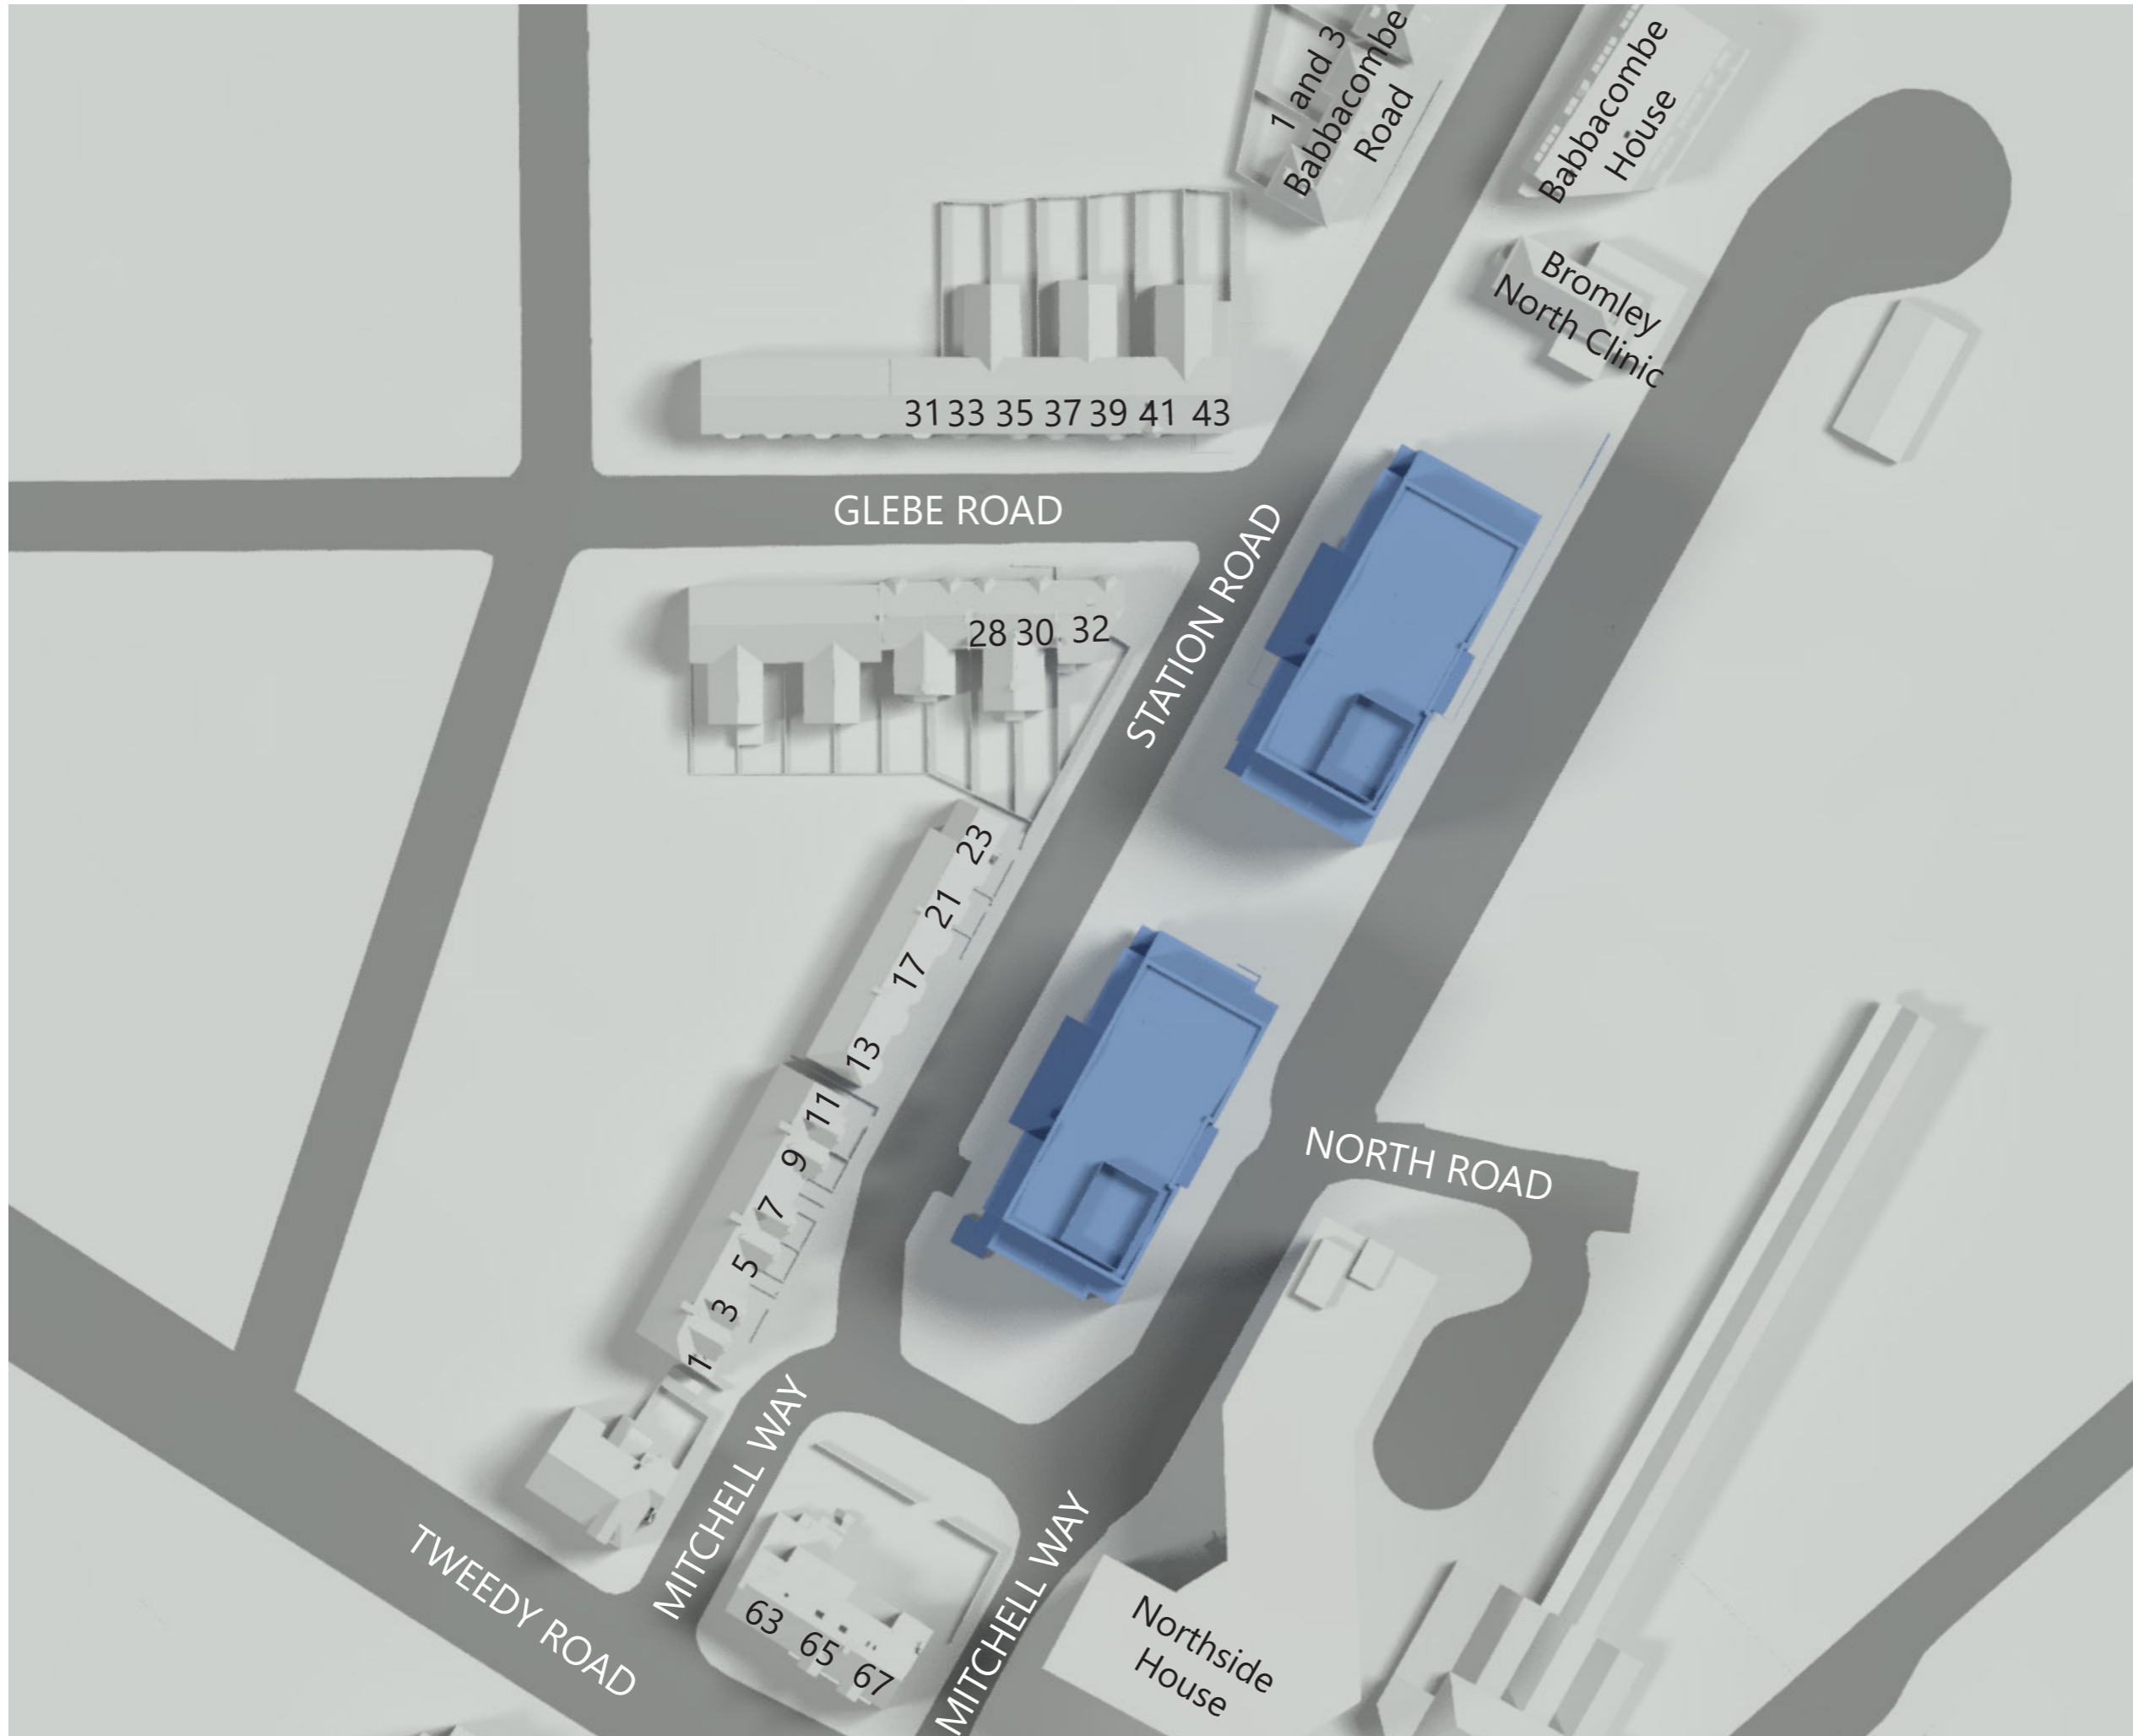 1 and 3
Babbacombe
Road
Babbacombe
House
Bromley
North Clinic
31 33 35 37 39 41 43
GLEBE ROAD
STATION ROAD
28 30 32
23
21
17
13
11
9
7
5
3
1
NORTH ROAD
MITCHELL WAY
MITCHELL WAY
TWEEDY ROAD
63 65 67
Northside
House